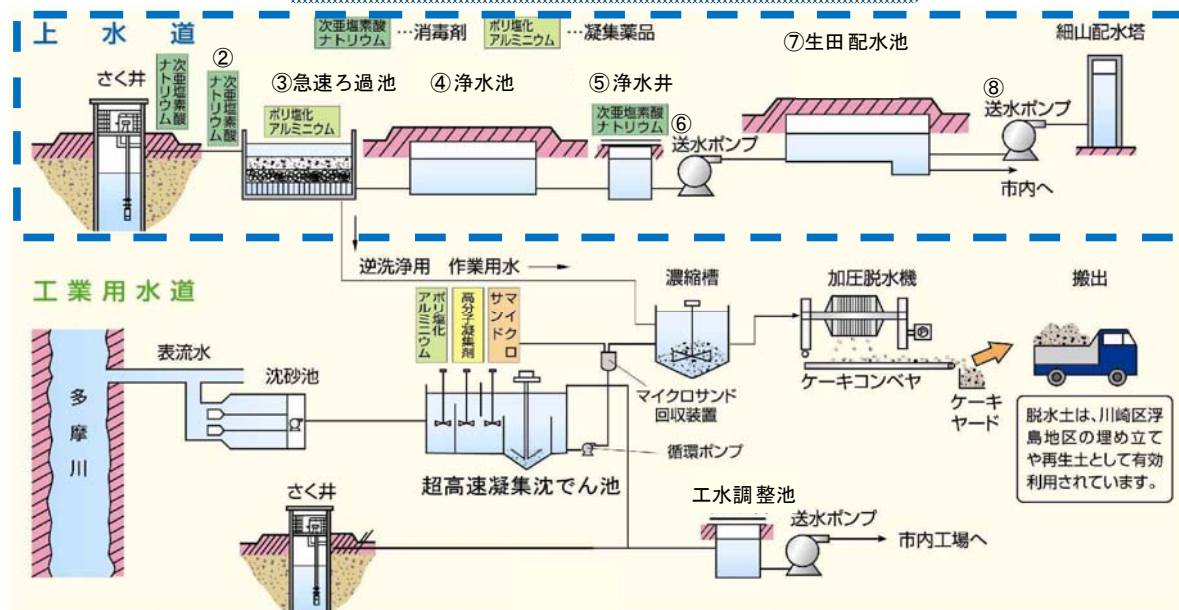 上水道
次亜塩素酸
ナトリウム
…消毒剤
ポリ塩化
アルミニウム
…凝集薬品
⑦生田配水池
細山配水塔
さく井
次亜塩素酸
ナトリウム
②
次亜塩素酸
ナトリウム
③急速ろ過池
ポリ塩化
アルミニウム
④浄水池
⑤浄水井
次亜塩素酸
ナトリウム
⑥
送水ポンプ
⑧
送水ポンプ
市内へ
逆洗浄用 作業用水
工業用水道
ポリ塩化
アルミニウム
高分子凝集剤
マイクロ
サンド
濃縮槽
加圧脱水機
搬出
表流水
沈砂池
多摩川
マイクロサンド
回収装置
ケーキコンベヤ
ケーキ
ヤード
循環ポンプ
超高速凝集沈でん池
脱水土は、川崎区浮
島地区の埋め立て
や再生土として有効
利用されています。
さく井
工水調整池
送水ポンプ
市内工場へ
P